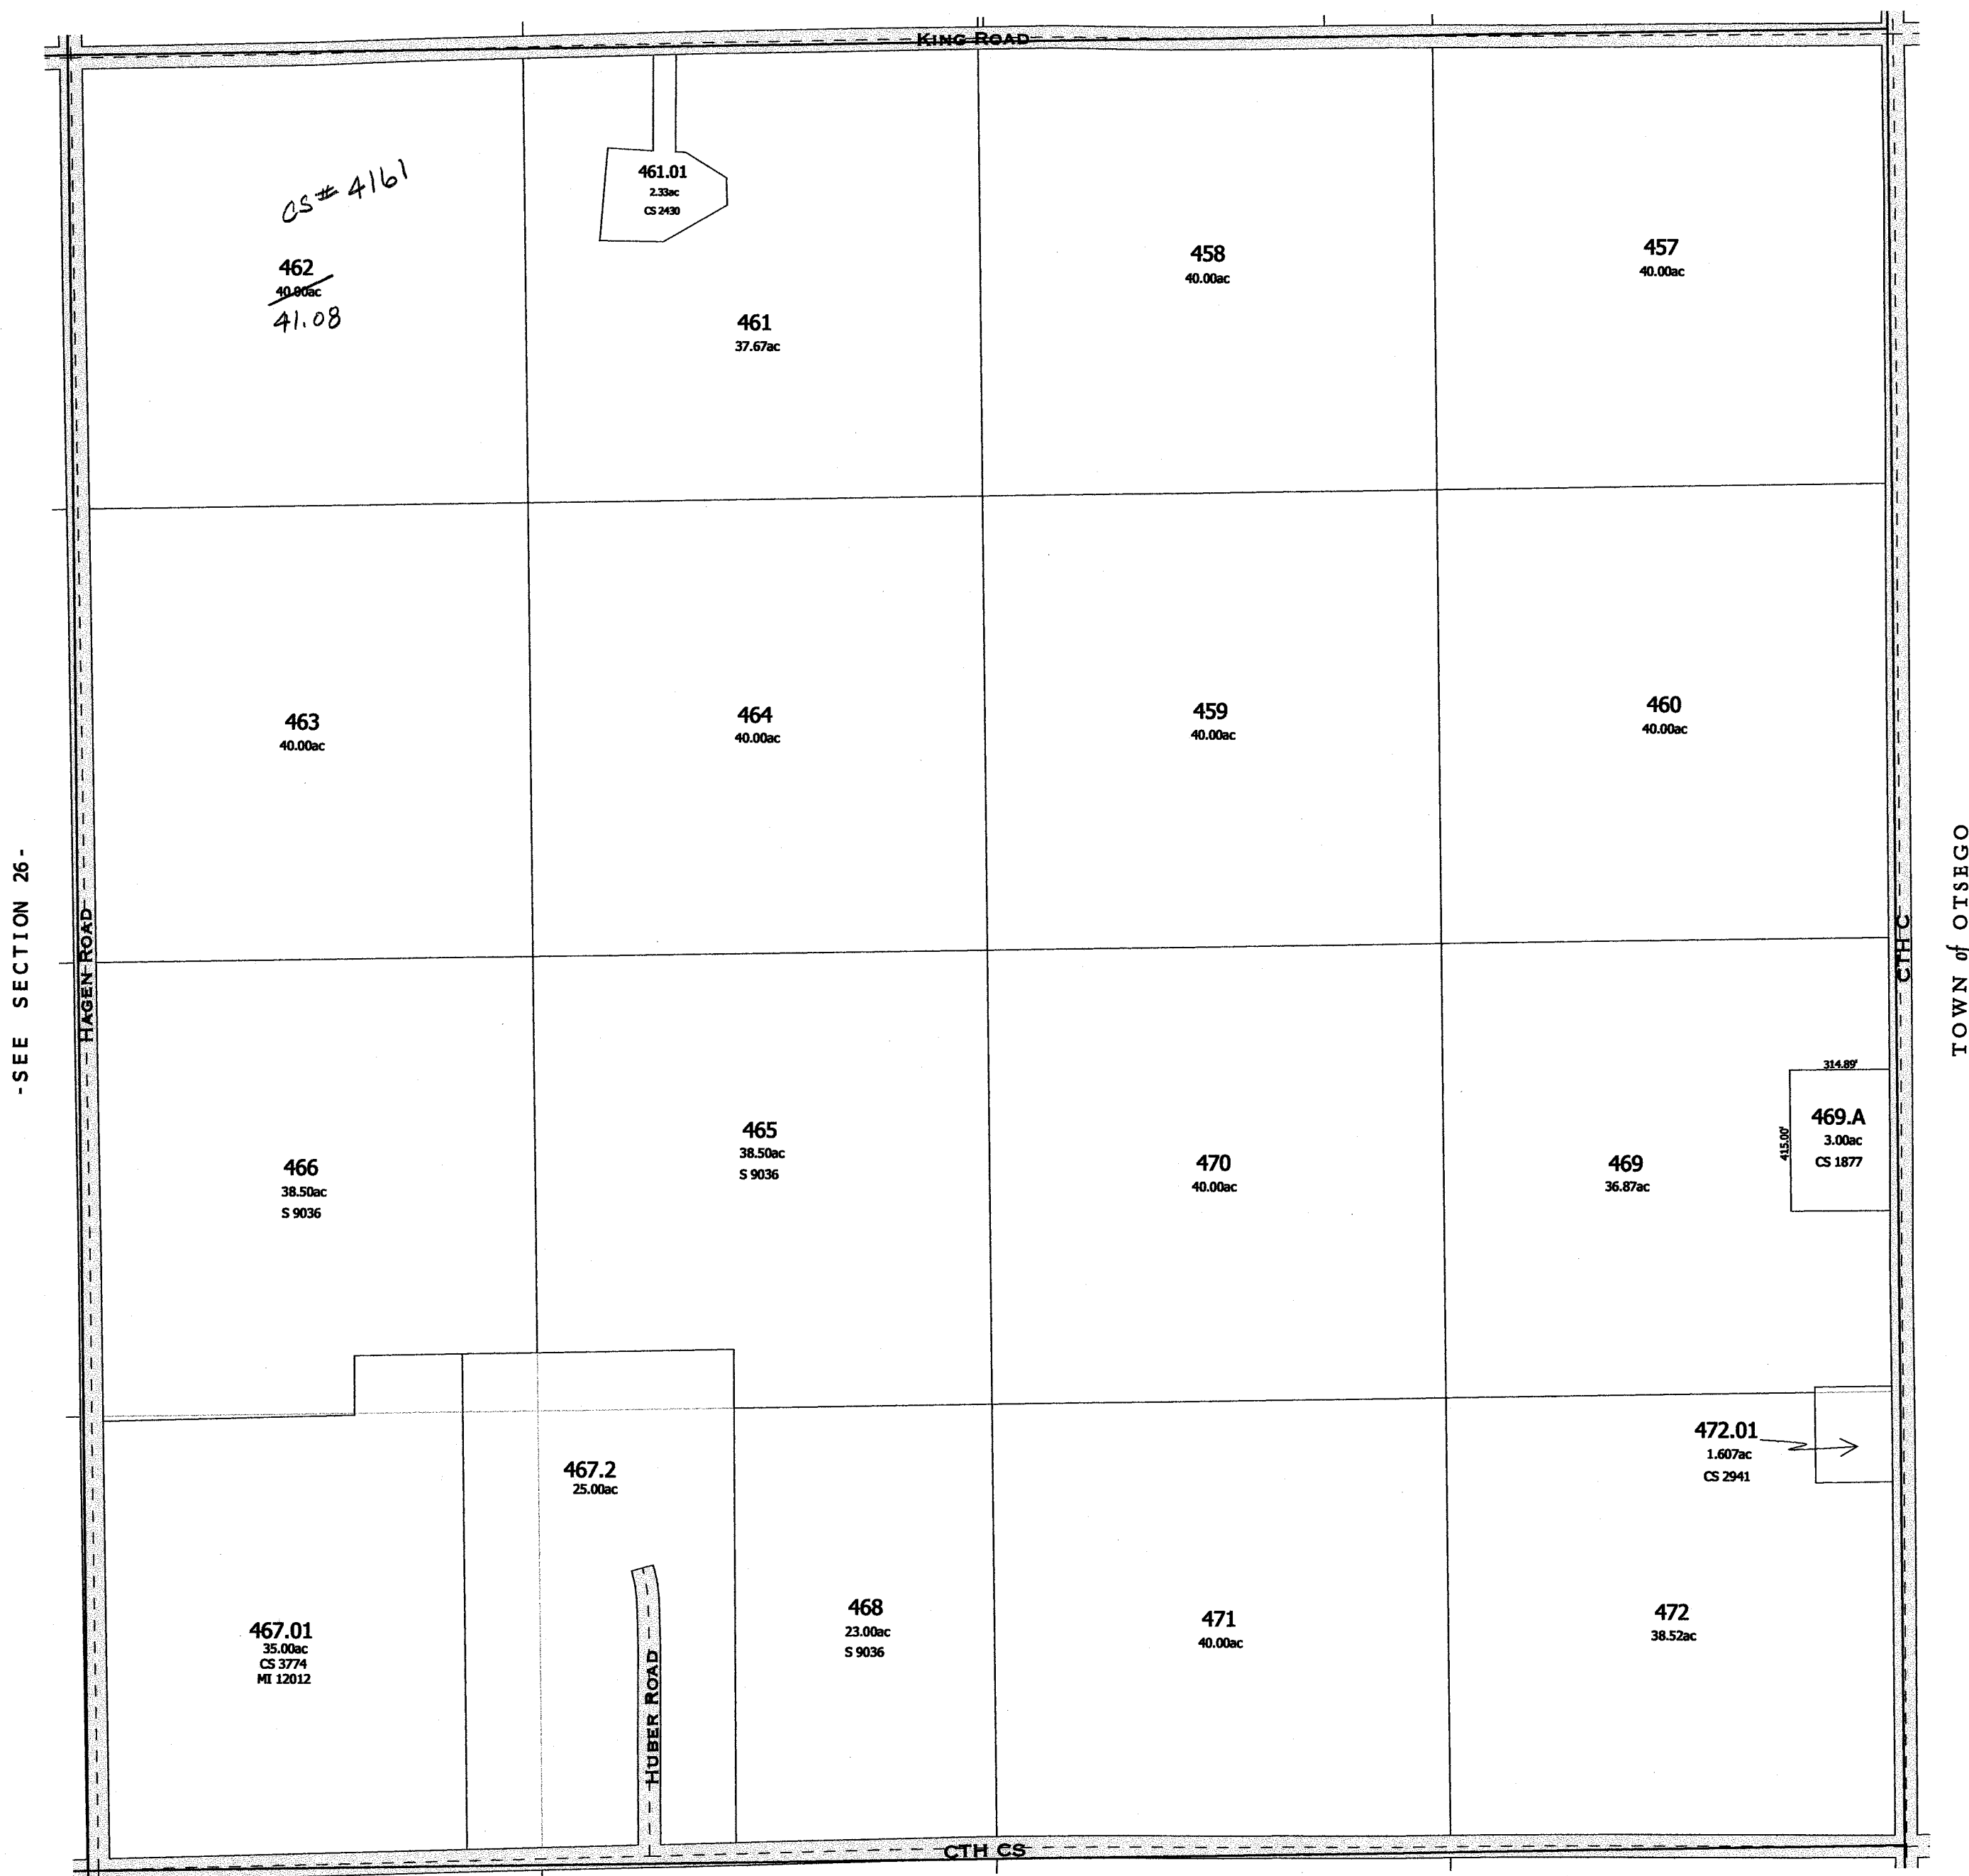 KING ROAD
CS# 4161
462
40.00ac
41.08
461.01
2.33ac
CS 2430
461
37.67ac
458
40.00ac
457
40.00ac
463
40.00ac
464
40.00ac
459
40.00ac
460
40.00ac
-SEE SECTION 26-
HAGEN ROAD
CTH C
TOWN of OTSEGO
466
38.50ac
S 9036
465
38.50ac
S 9036
470
40.00ac
469
36.87ac
314.89'
415.00'
469.A
3.00ac
CS 1877
467.2
25.00ac
472.01
1.607ac
CS 2941
467.01
35.00ac
CS 3774
MI 12012
HUBER ROAD
468
23.00ac
S 9036
471
40.00ac
472
38.52ac
CTH CS